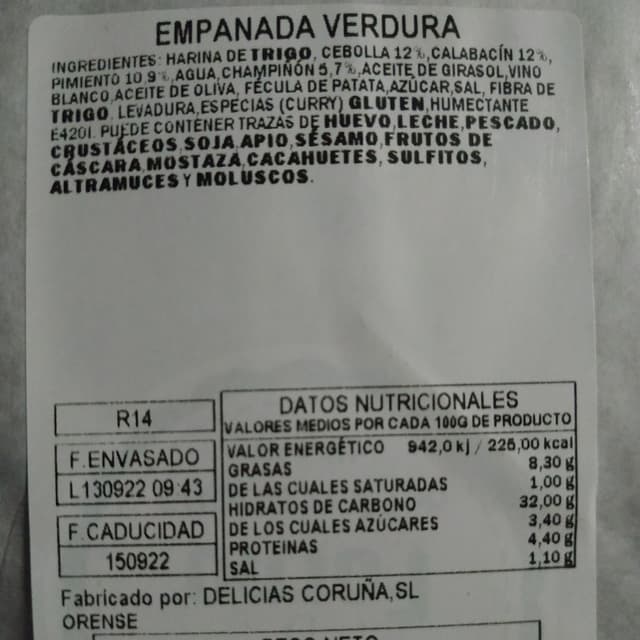 EMPANADA VERDURA
INGREDIENTES: HARINA DE TRIGO, CEBOLLA 12%, CALABACÍN 12%,
PIMIENTO 10,9%, AGUA, CHAMPIÑÓN 5,7%, ACEITE DE GIRASOL, VINO
BLANCO, ACEITE DE OLIVA, FÉCULA DE PATATA, AZÚCAR, SAL, FIBRA DE
TRIGO, LEVADURA, ESPECIAS (CURRY) GLUTEN, HUMECTANTE
E420I. PUEDE CONTENER TRAZAS DE HUEVO, LECHE, PESCADO,
CRUSTÁCEOS, SOJA, APIO, SÉSAMO, FRUTOS DE
CÁSCARA, MOSTAZA, CACAHUETES, SULFITOS,
ALTRAMUCES Y MOLUSCOS.
R14
F.ENVASADO
L130922 09:43
F.CADUCIDAD
150922
DATOS NUTRICIONALES
VALORES MEDIOS POR CADA 100G DE PRODUCTO
VALOR ENERGÉTICO 942,0 kj / 225,00 kcal
GRASAS 8,30 g
DE LAS CUALES SATURADAS 1,00 g
HIDRATOS DE CARBONO 32,00 g
DE LOS CUALES AZÚCARES 3,40 g
PROTEINAS 4,40 g
SAL 1,10 g
Fabricado por: DELICIAS CORUÑA,SL
ORENSE
PESO NETO